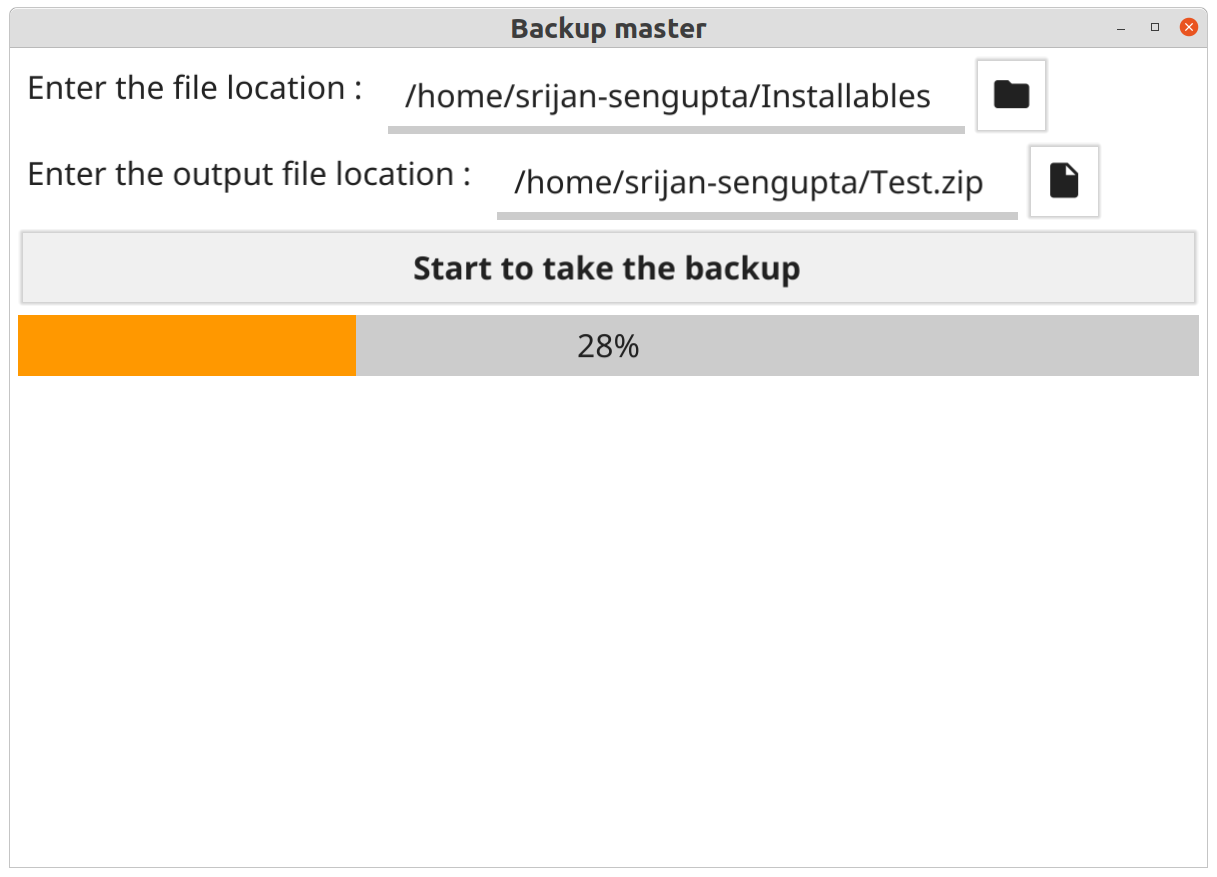 Backup master
Enter the file location : /home/srijan-sengupta/Installables
Enter the output file location : /home/srijan-sengupta/Test.zip
Start to take the backup
28%